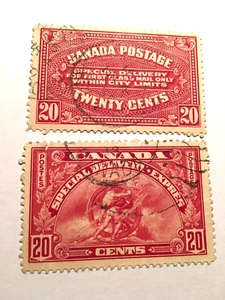 CANADA POSTAGE
SPECIAL DELIVERY
FOR FIRST CLASS MAIL ONLY
WITHIN CITY LIMITS
20 TWENTY CENTS 20
CANADA
POSTES POSTES
SPECIAL DELIVERY EXPRES
20 CENTS 20